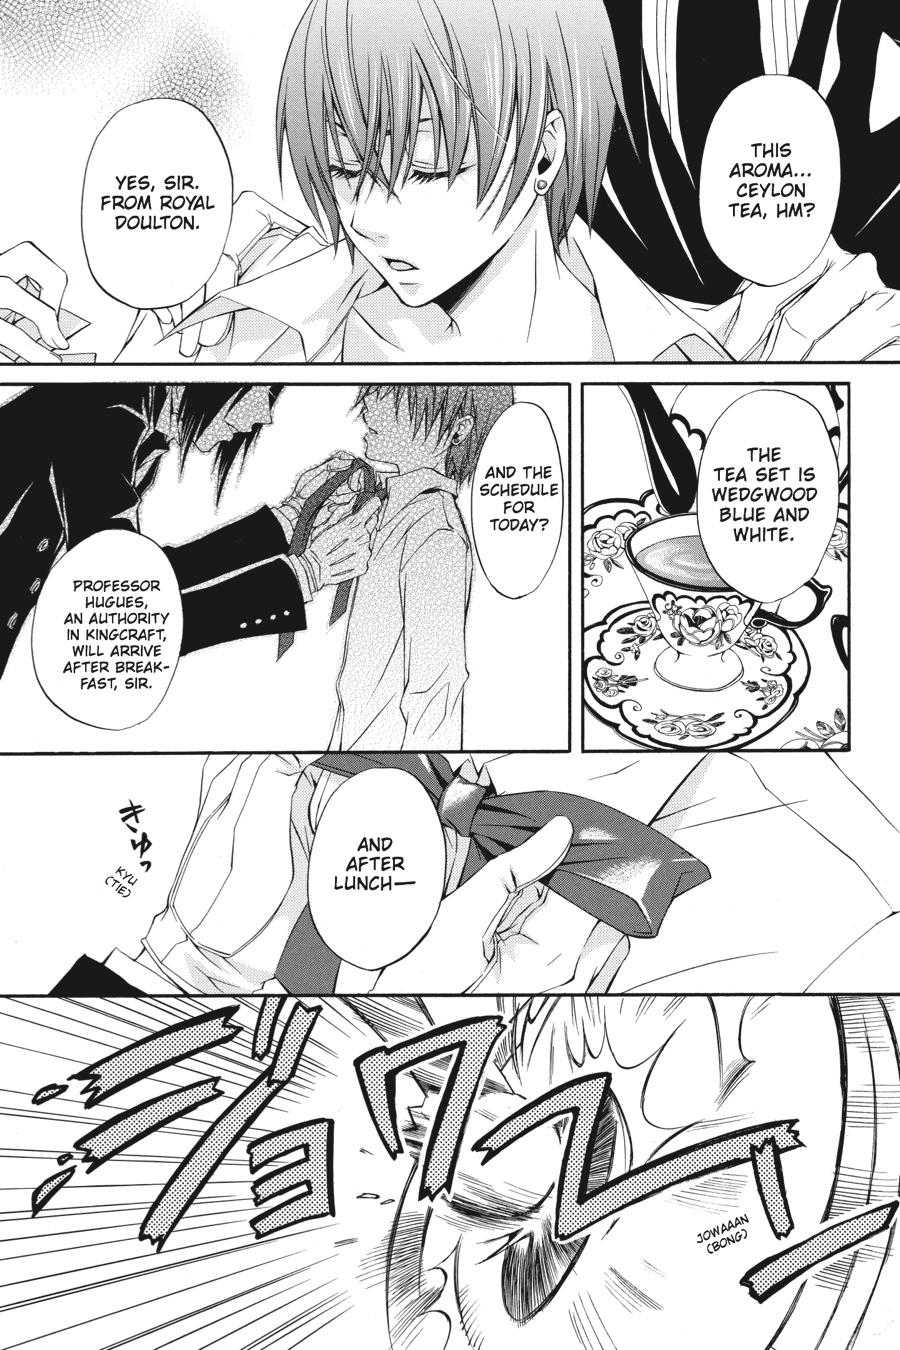 THIS
AROMA...
CEYLON
TEA, HM?
YES, SIR.
FROM ROYAL
DOULTON.
THE
TEA SET IS
WEDGWOOD
BLUE AND
WHITE.
AND THE
SCHEDULE
FOR
TODAY?
PROFESSOR
HUGUES,
AN AUTHORITY
IN KINGCRAFT,
WILL ARRIVE
AFTER BREAK-
FAST, SIR.
きゅっ
KYU
(TIE)
AND
AFTER
LUNCH—
ジョワーン
JOWAAAN
(BONG)